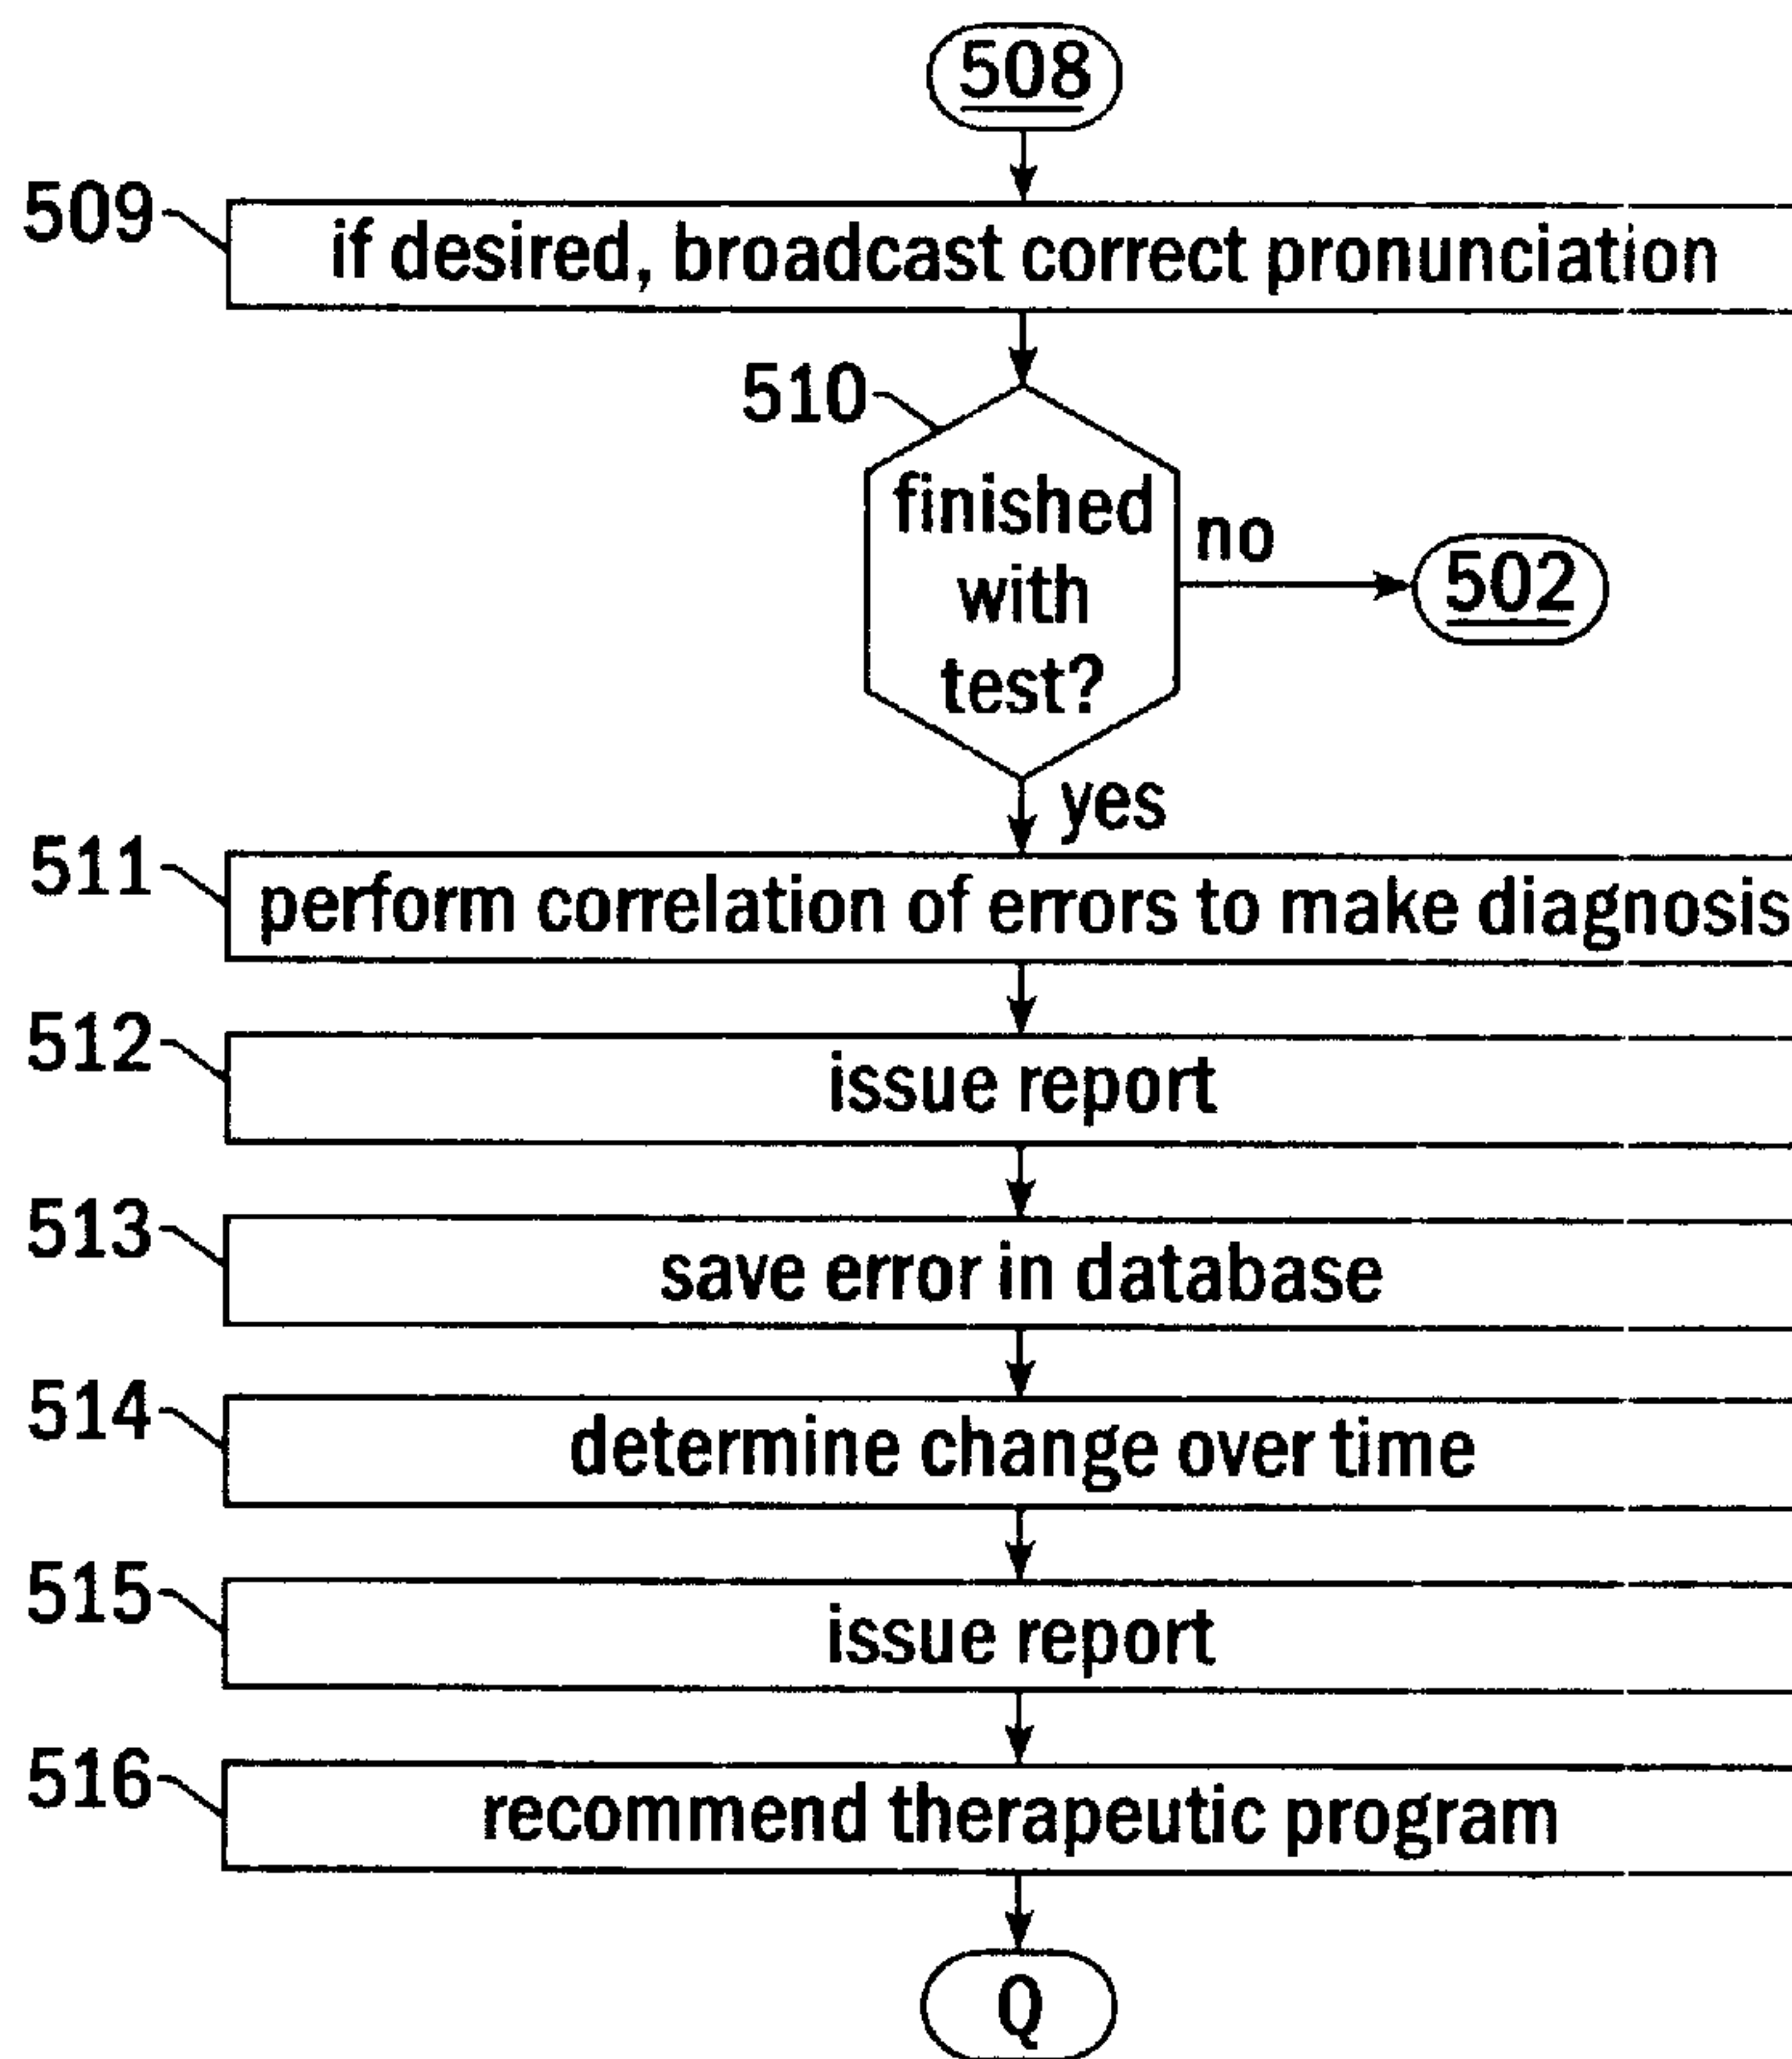 508
509
if desired, broadcast correct pronunciation
510
finished
with
test?
no
502
yes
511
perform correlation of errors to make diagnosis
512
issue report
513
save error in database
514
determine change over time
515
issue report
516
recommend therapeutic program
Q